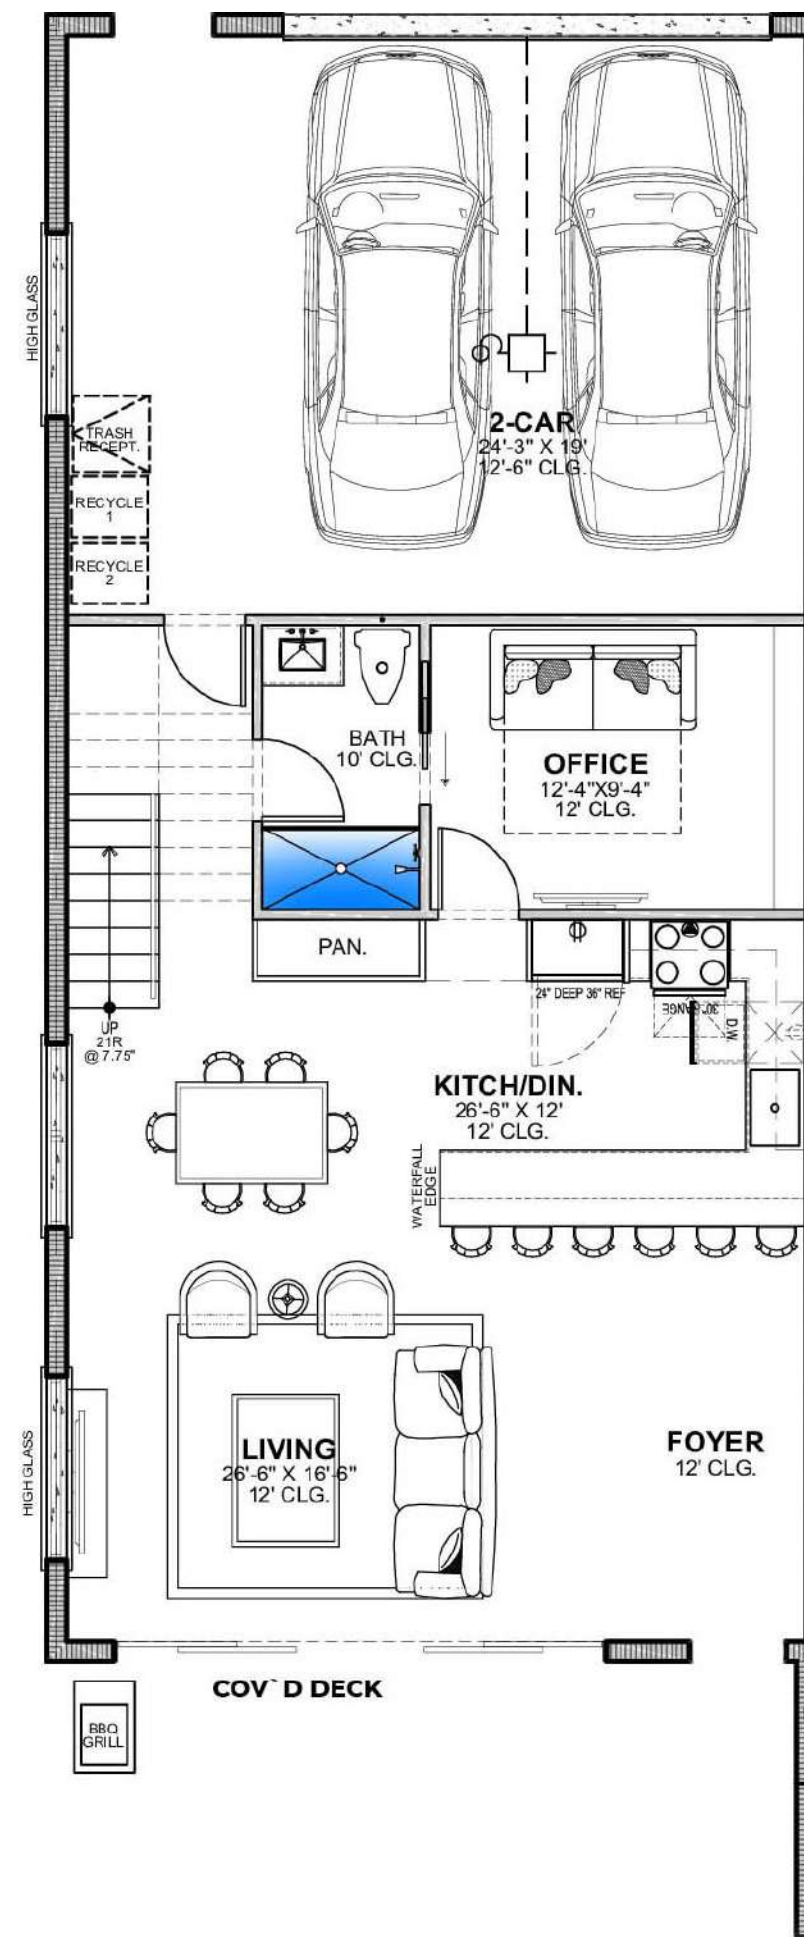 HIGH GLASS
2-CAR
24'-3" X 19'
12'-6" CLG.
TRASH
RECEPT.
RECYCLE
1
RECYCLE
2
BATH
10' CLG.
OFFICE
12'-4"X9'-4"
12' CLG.
PAN.
24" DEEP 36" REF
30" RANGE
D.W.
UP
21R
@ 7.75"
KITCH/DIN.
26'-6" X 12'
12' CLG.
WATERFALL
EDGE
LIVING
26'-6" X 16'-6"
12' CLG.
FOYER
12' CLG.
HIGH GLASS
COV`D DECK
BBQ
GRILL